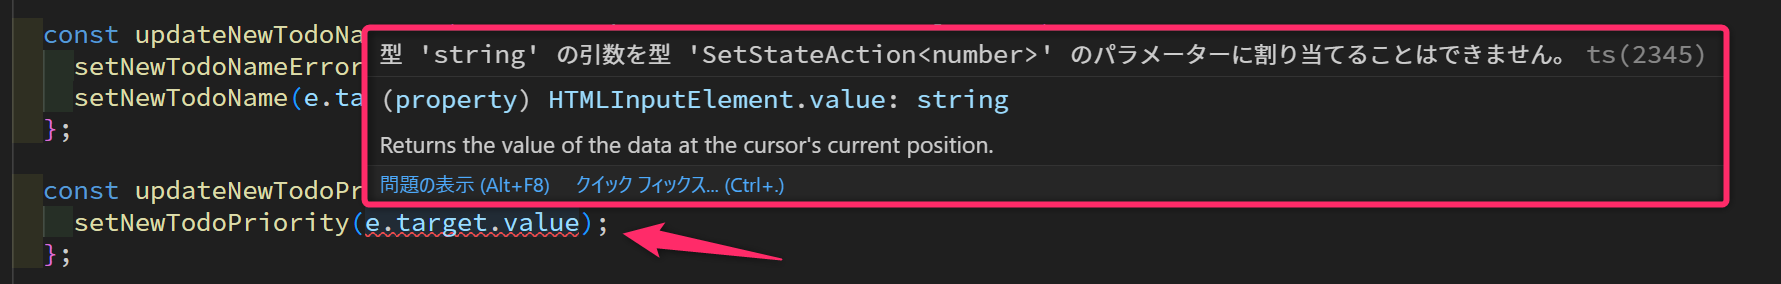 const updateNewTodoNa
型 'string' の引数を型 'SetStateAction<number>' のパラメーターに割り当てることはできません。 ts(2345)
setNewTodoNameError
setNewTodoName(e.ta
(property) HTMLInputElement.value: string
};
Returns the value of the data at the cursor's current position.
問題の表示 (Alt+F8) クイック フィックス... (Ctrl+.)
const updateNewTodoPr
setNewTodoPriority(e.target.value);
};